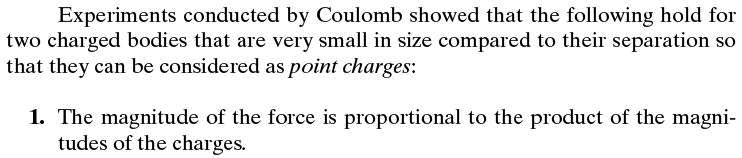 Experiments conducted by Coulomb showed that the following hold for
two charged bodies that are very small in size compared to their separation so
that they can be considered as point charges:
1. The magnitude of the force is proportional to the product of the magni-
tudes of the charges.